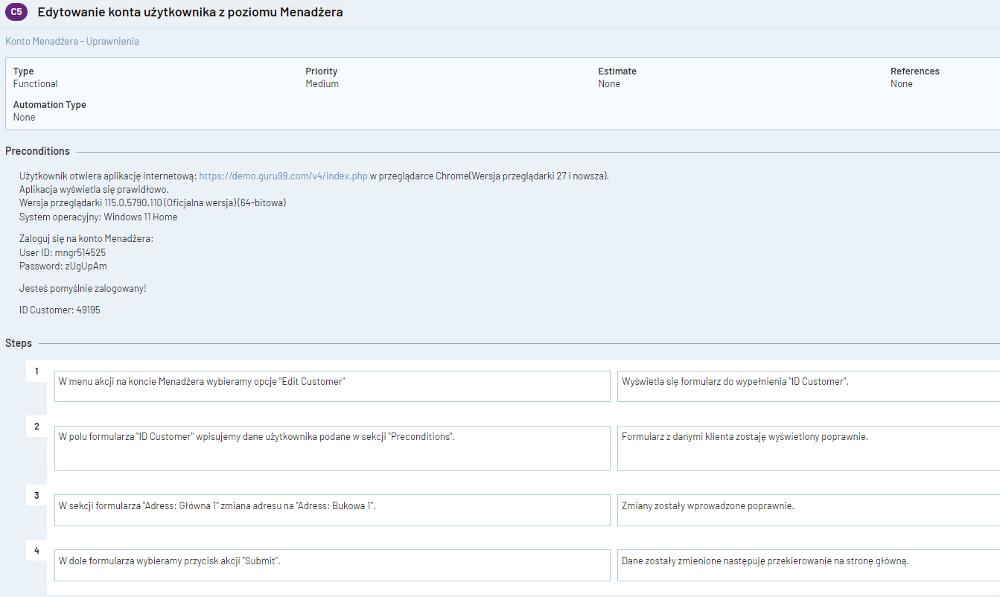 C5 Edytowanie konta użytkownika z poziomu Menadżera
Konto Menadżera - Uprawnienia
Type Priority Estimate References
Functional Medium None None
Automation Type
None
Preconditions
Użytkownik otwiera aplikację internetową: https://demo.guru99.com/v4/index.php w przeglądarce Chrome(Wersja przeglądarki 27 i nowsza).
Aplikacja wyświetla się prawidłowo.
Wersja przeglądarki 115.0.5790.110 (Oficjalna wersja) (64-bitowa)
System operacyjny: Windows 11 Home
Zaloguj się na konto Menadżera:
User ID: mngr514525
Password: zUgUpAm
Jesteś pomyślnie zalogowany!
ID Customer: 49195
Steps
1 W menu akcji na koncie Menadżera wybieramy opcje "Edit Customer" Wyświetla się formularz do wypełnienia "ID Customer".
2 W polu formularza "ID Customer" wpisujemy dane użytkownika podane w sekcji "Preconditions". Formularz z danymi klienta zostaję wyświetlony poprawnie.
3 W sekcji formularza "Adress: Główna 1" zmiana adresu na "Adress: Bukowa 1". Zmiany zostały wprowadzone poprawnie.
4 W dole formularza wybieramy przycisk akcji "Submit". Dane zostały zmienione następuję przekierowanie na stronę główną.